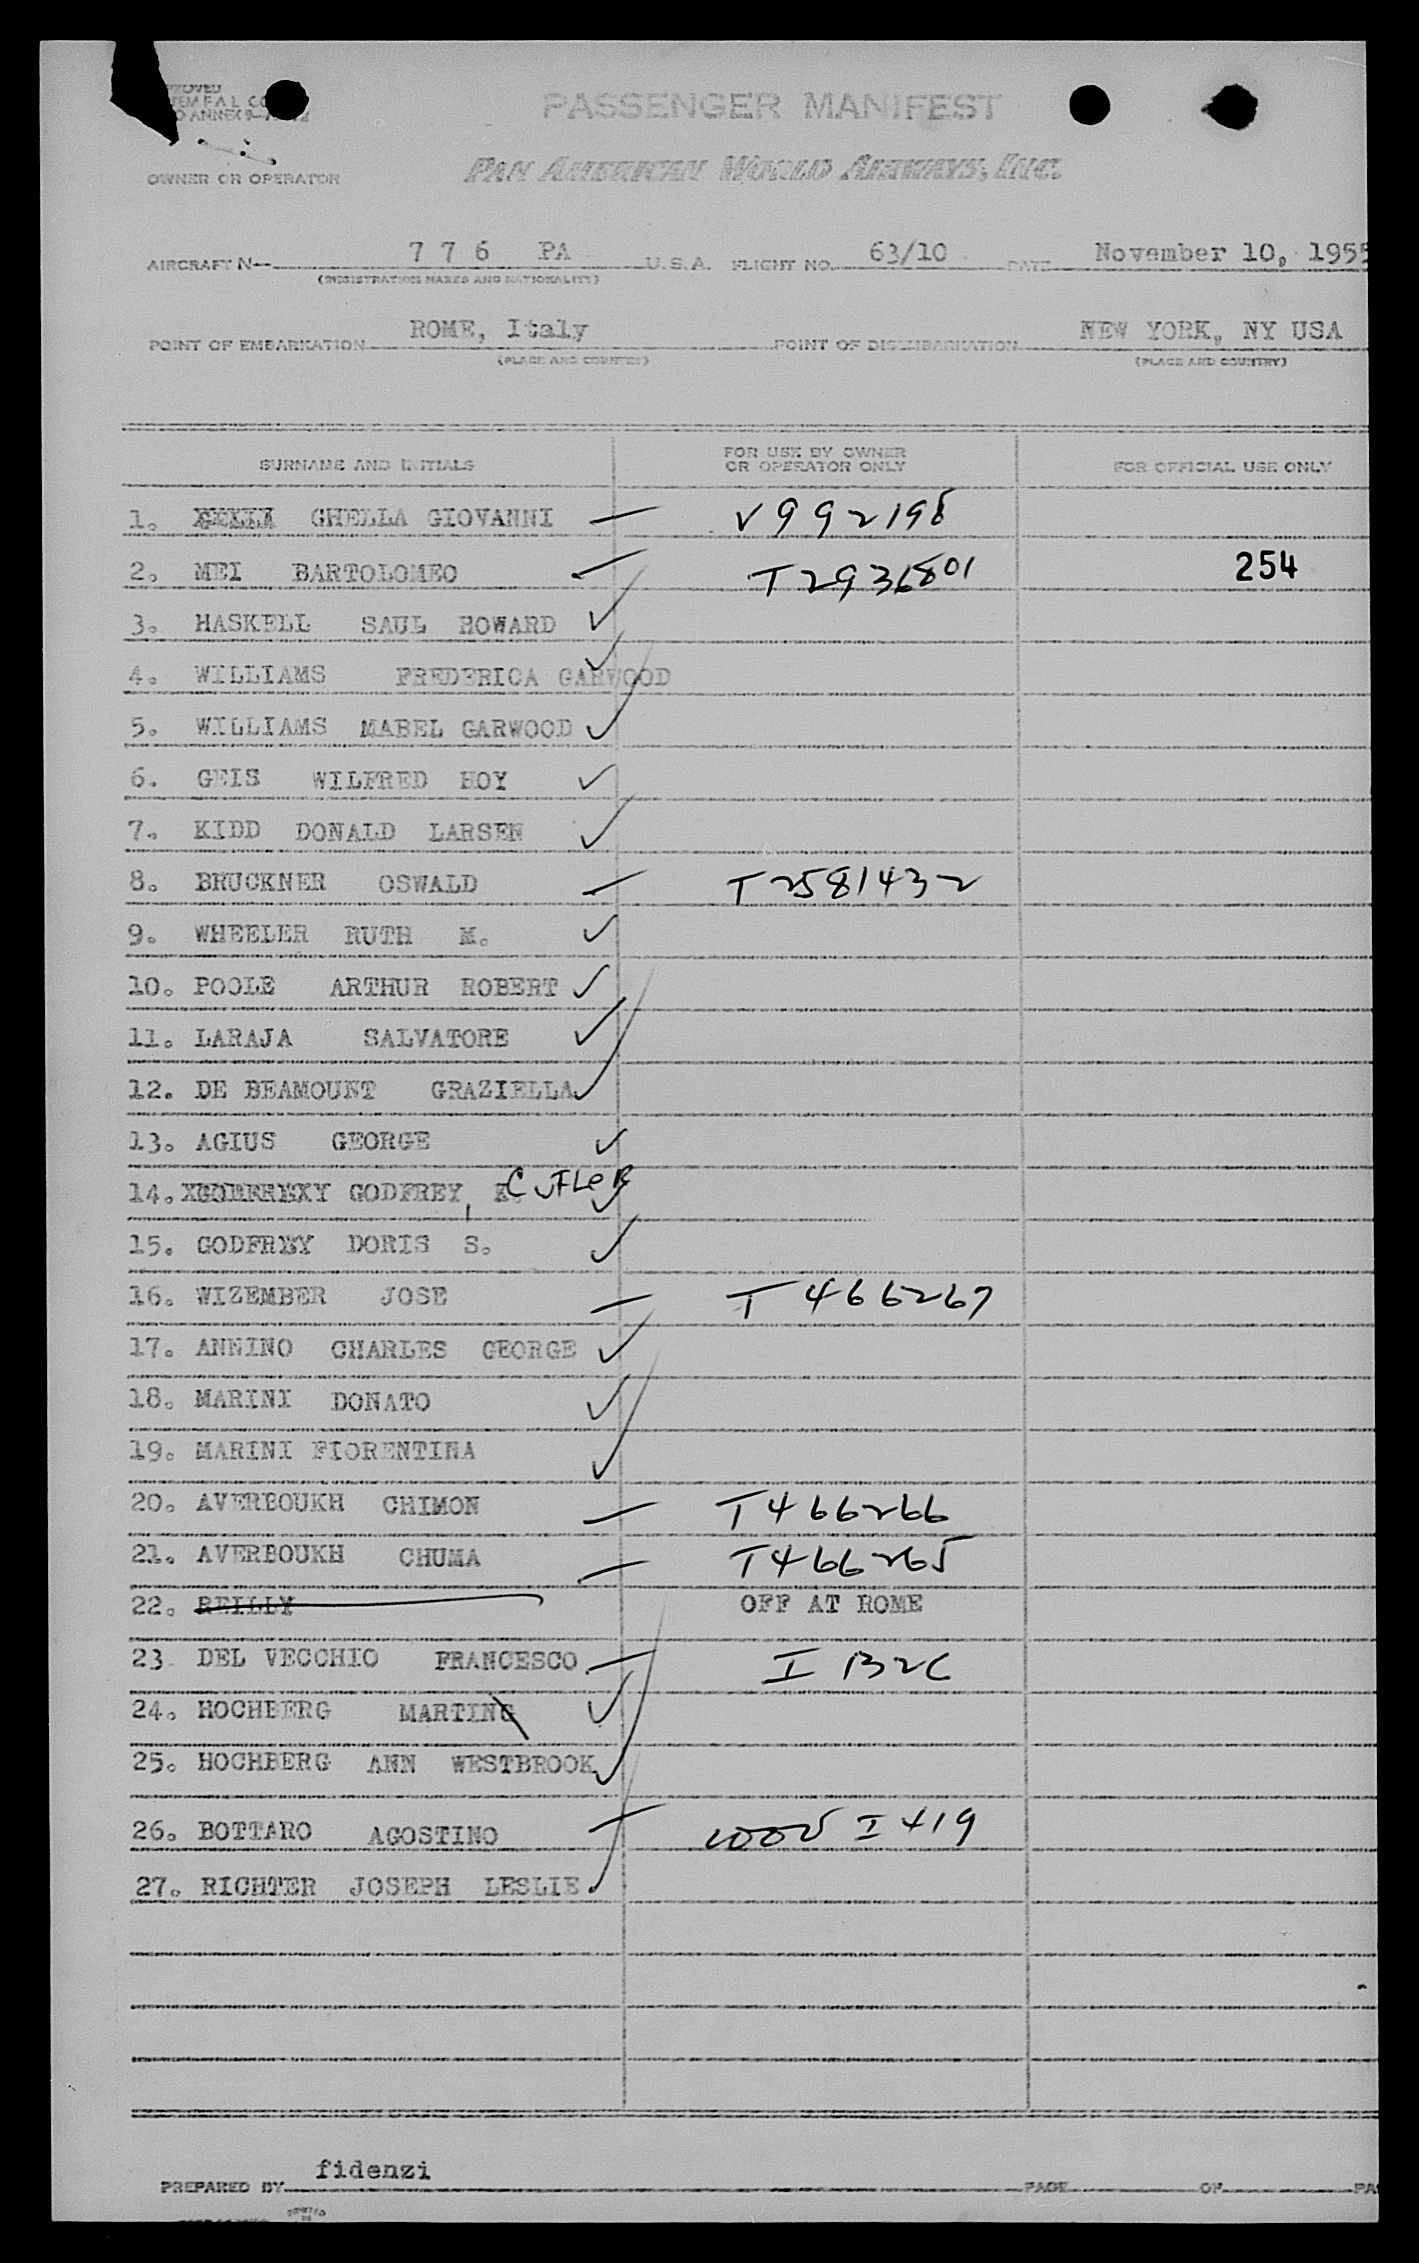 PASSENGER MANIFEST
OWNER OR OPERATOR PAN AMERICAN WORLD AIRWAYS, INC.
AIRCRAFT N- 7 7 6 PA U.S.A. FLIGHT NO. 63/10 DATE November 10, 1955
(REGISTRATION MARKS AND NATIONALITY)
POINT OF EMBARKATION ROME, Italy POINT OF DISEMBARKATION NEW YORK, NY USA
(PLACE AND COUNTRY) (PLACE AND COUNTRY)
SURNAME AND INITIALS FOR USE BY OWNER OR OPERATOR ONLY FOR OFFICIAL USE ONLY
1. GHELLA GIOVANNI — V992198
2. MEI BARTOLOMEO — T2936801 254
3. HASKELL SAUL HOWARD ✓
4. WILLIAMS FREDERICA GARWOOD ✓
5. WILLIAMS MABEL GARWOOD ✓
6. GEIS WILFRED HOY ✓
7. KIDD DONALD LARSEN ✓
8. BRUCKNER OSWALD — T2581432
9. WHEELER RUTH M. ✓
10. POOLE ARTHUR ROBERT ✓
11. LARAJA SALVATORE ✓
12. DE BEAMOUNT GRAZIELLA ✓
13. AGIUS GEORGE ✓
14. GODFREY, CUTLER ✓
15. GODFREY DORIS S. ✓
16. WIZEMBER JOSE — T466267
17. ANNINO CHARLES GEORGE ✓
18. MARINI DONATO ✓
19. MARINI FIORENTINA ✓
20. AVERBOUKH CHIMON — T466266
21. AVERBOUKH CHUMA — T466265
22. REILLY OFF AT ROME
23 DEL VECCHIO FRANCESCO — I 132C
24. HOCHBERG MARTING ✓
25. HOCHBERG ANN WESTBROOK ✓
26. BOTTARO AGOSTINO — I 419
27. RICHTER JOSEPH LESLIE ✓
PREPARED BY fidenzi PAGE OF PA